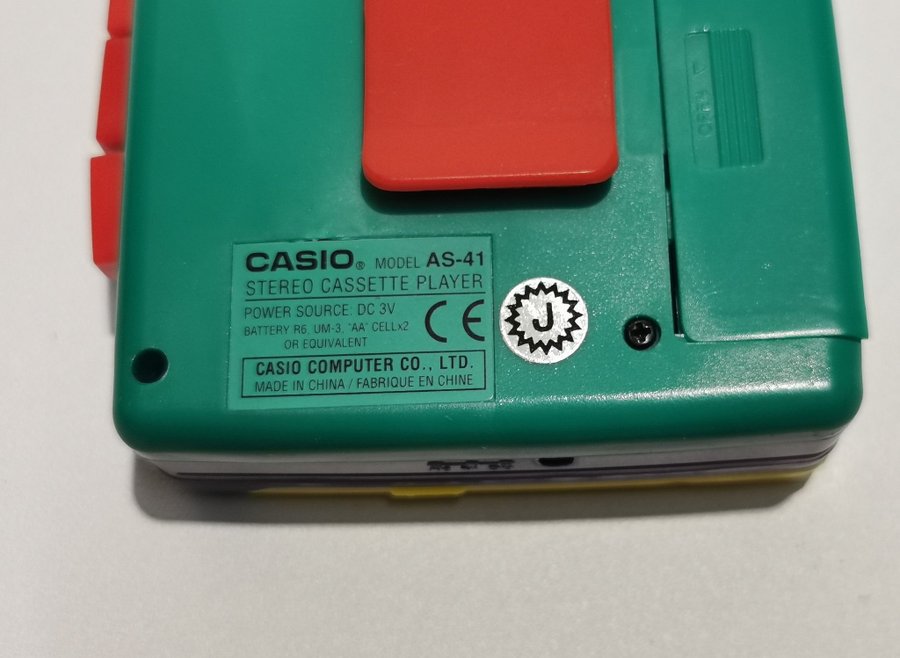 OPEN
CASIO® MODEL AS-41
STEREO CASSETTE PLAYER
POWER SOURCE: DC 3V
BATTERY R6, UM-3, "AA" CELLx2
OR EQUIVALENT
CE
J
CASIO COMPUTER CO., LTD.
MADE IN CHINA / FABRIQUE EN CHINE